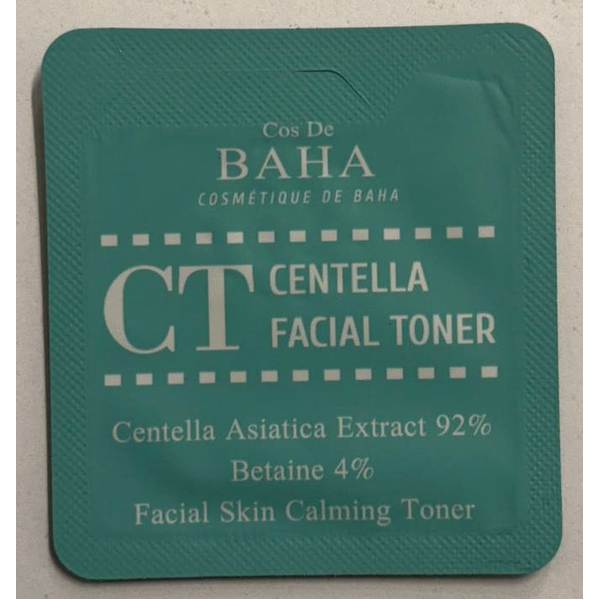 Cos De
BAHA
COSMÉTIQUE DE BAHA
CT CENTELLA
FACIAL TONER
Centella Asiatica Extract 92%
Betaine 4%
Facial Skin Calming Toner